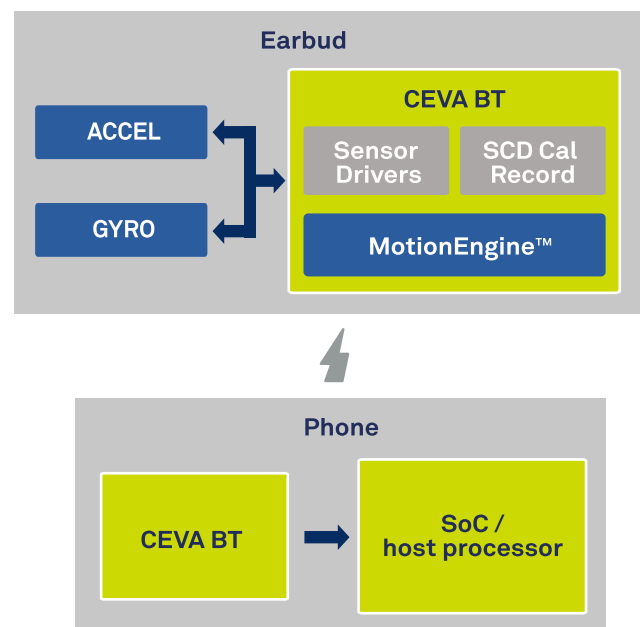 Earbud
ACCEL
GYRO
CEVA BT
Sensor
Drivers
SCD Cal
Record
MotionEngine™
Phone
CEVA BT
SoC /
host processor